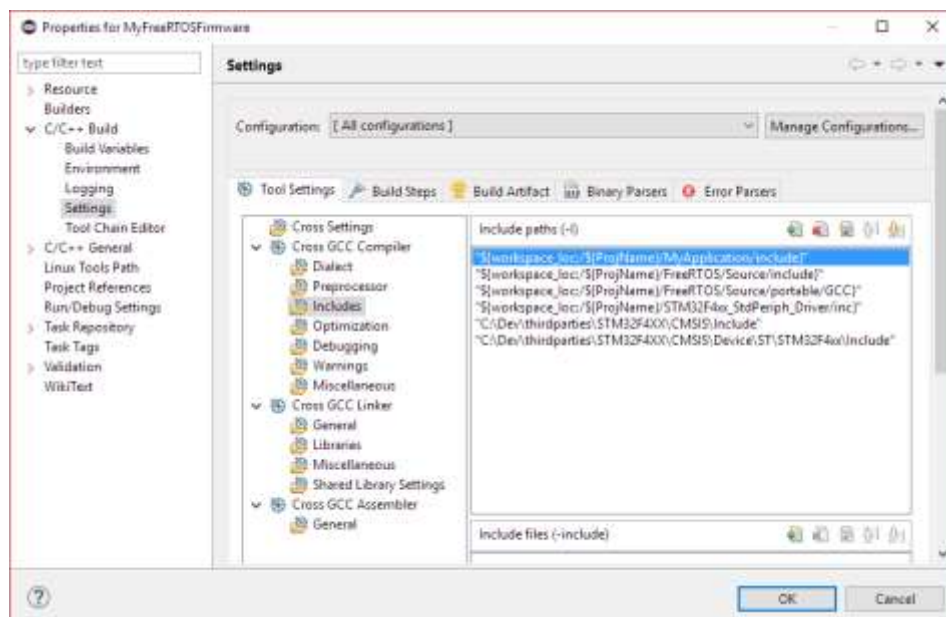 Properties for MyFreeRTOSFirmware
type filter text
Resource
Builders
C/C++ Build
Build Variables
Environment
Logging
Settings
Tool Chain Editor
C/C++ General
Linux Tools Path
Project References
Run/Debug Settings
Task Repository
Task Tags
Validation
WikiText
Settings
Configuration: [ All configurations ]
Manage Configurations...
Tool Settings Build Steps Build Artifact Binary Parsers Error Parsers
Cross Settings
Cross GCC Compiler
Dialect
Preprocessor
Includes
Optimization
Debugging
Warnings
Miscellaneous
Cross GCC Linker
General
Libraries
Miscellaneous
Shared Library Settings
Cross GCC Assembler
General
Include paths (-I)
"${workspace_loc:/${ProjName}/MyApplication/include}"
"${workspace_loc:/${ProjName}/FreeRTOS/Source/include}"
"${workspace_loc:/${ProjName}/FreeRTOS/Source/portable/GCC}"
"${workspace_loc:/${ProjName}/STM32F4xx_StdPeriph_Driver/inc}"
"C:\Dev\thirdparties\STM32F4XX\CMSIS\Include"
"C:\Dev\thirdparties\STM32F4XX\CMSIS\Device\ST\STM32F4xx\Include"
Include files (-include)
OK
Cancel